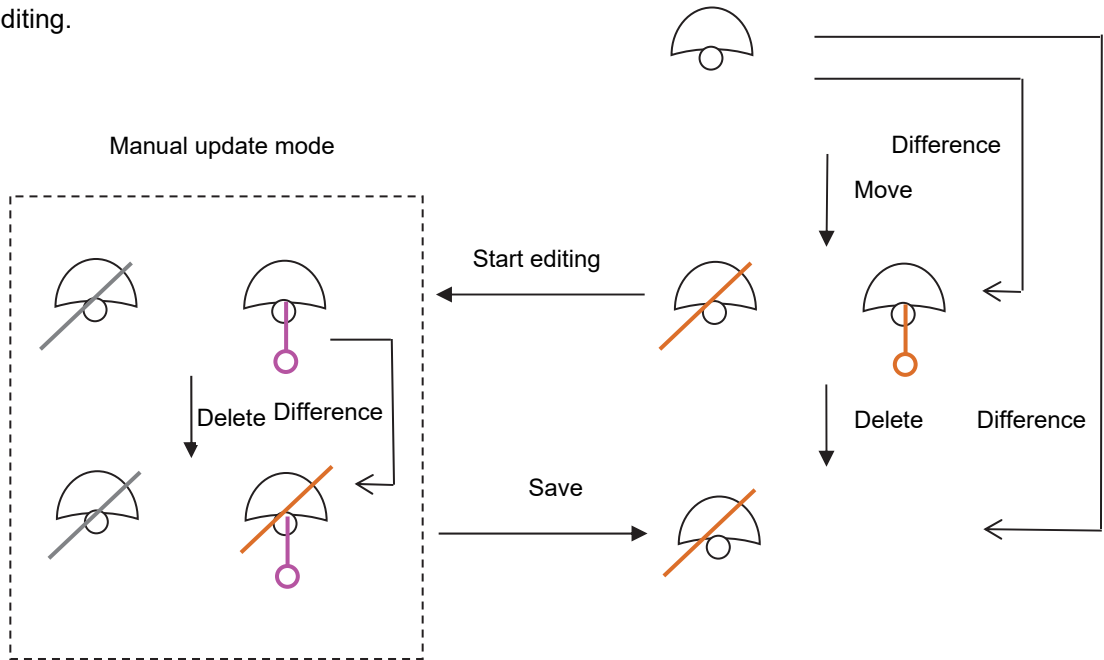 diting.
Manual update mode
Difference
Move
Start editing
Delete
Difference
Delete
Difference
Save